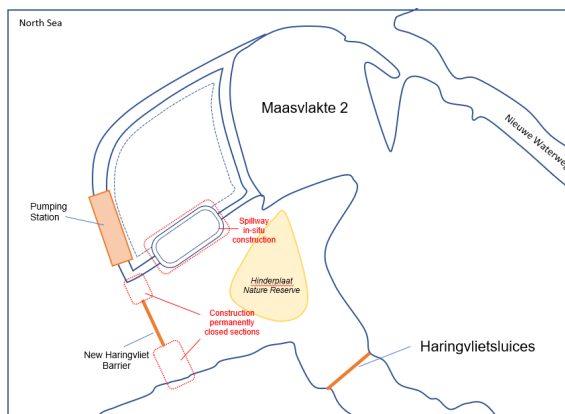 North Sea
Maasvlakte 2
Nieuwe Waterweg
Pumping
Station
Spillway
in-situ
construction
Hinderplaat
Nature Reserve
Construction
permanently
closed sections
New Haringvliet
Barrier
Haringvlietsluices